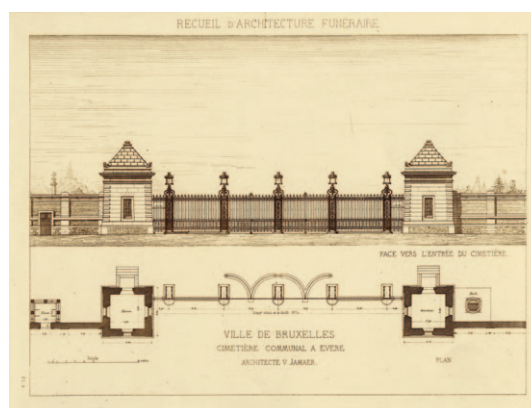 RECUEIL D'ARCHITECTURE FUNÉRAIRE
FACE VERS L'ENTRÉE DU CIMETIÈRE.
VILLE DE BRUXELLES
CIMETIÈRE COMMUNAL A EVERE
ARCHITECTE V. JAMAER.
PLAN